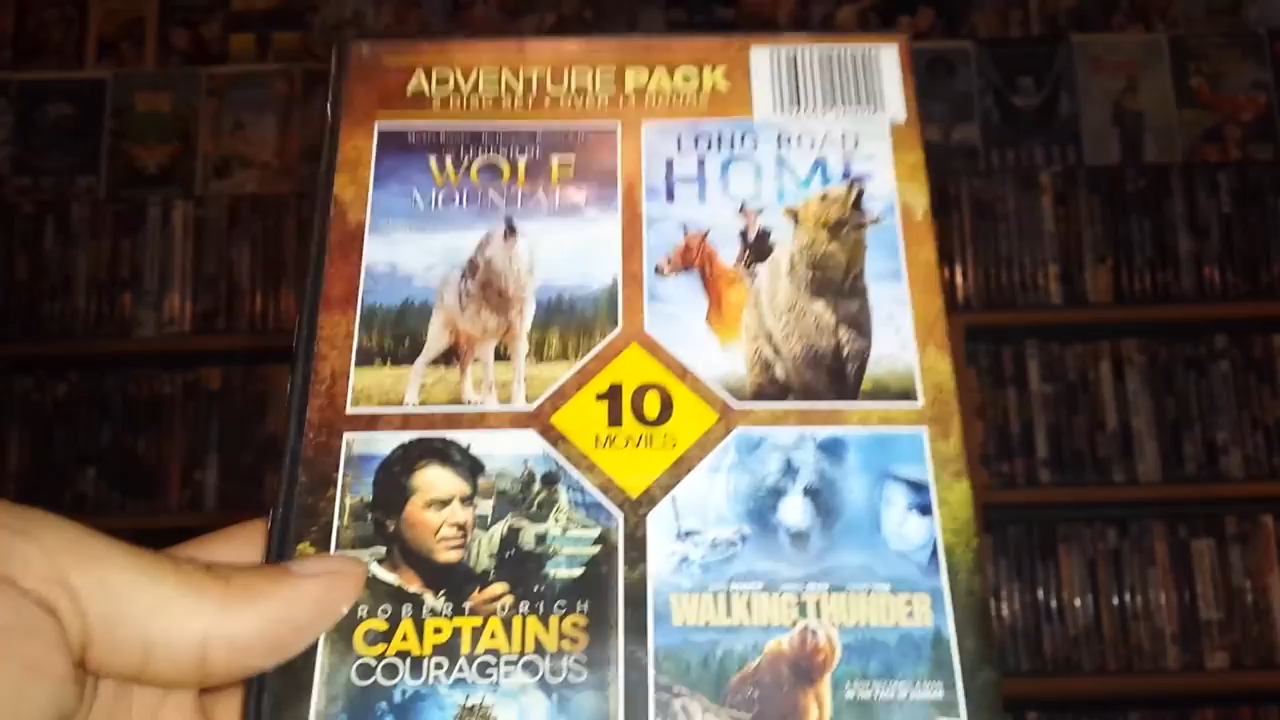 ADVENTURE PACK
WOLF
MOUNTAIN
LONG ROAD
HOME
10
MOVIES
ROBERT URICH
CAPTAINS
COURAGEOUS
WALKING THUNDER